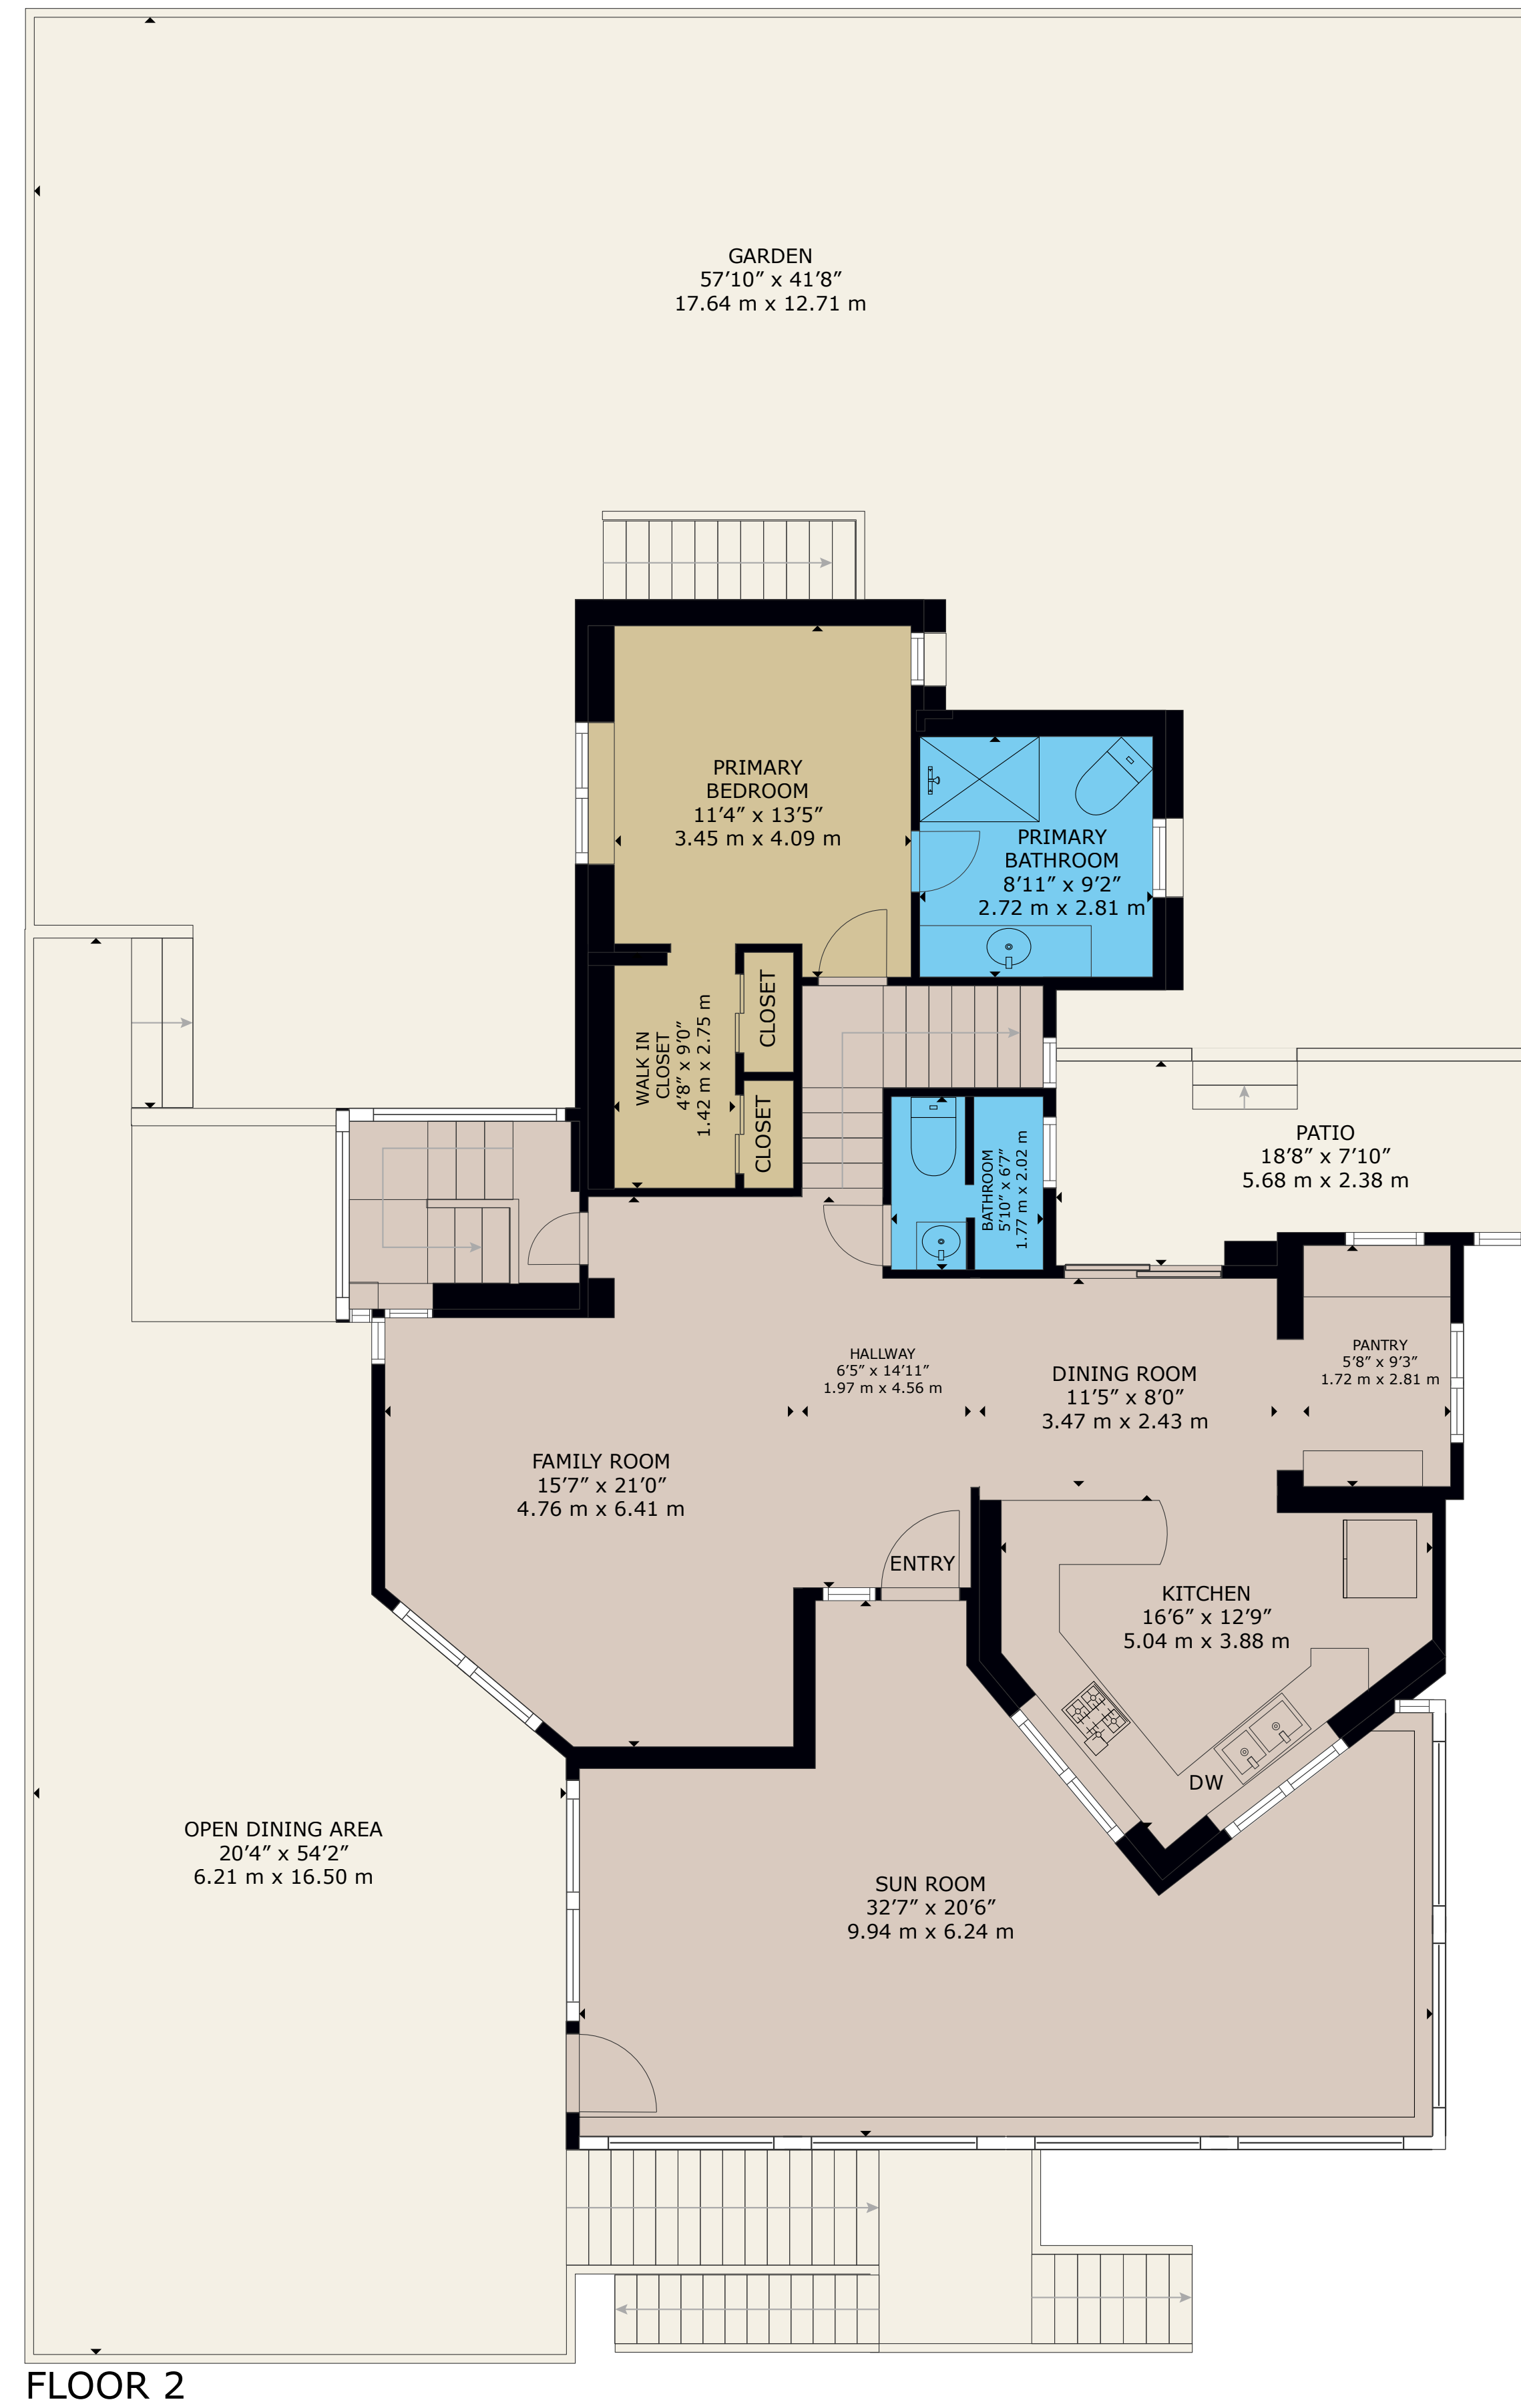 GARDEN
57’10” x 41’8”
17.64 m x 12.71 m
PRIMARY
BEDROOM
11’4” x 13’5”
3.45 m x 4.09 m
PRIMARY
BATHROOM
8’11” x 9’2”
2.72 m x 2.81 m
WALK IN
CLOSET
4’8” x 9’0”
1.42 m x 2.75 m
CLOSET
CLOSET
BATHROOM
5’10” x 6’7”
1.77 m x 2.02 m
PATIO
18’8” x 7’10”
5.68 m x 2.38 m
HALLWAY
6’5” x 14’11”
1.97 m x 4.56 m
DINING ROOM
11’5” x 8’0”
3.47 m x 2.43 m
PANTRY
5’8” x 9’3”
1.72 m x 2.81 m
FAMILY ROOM
15’7” x 21’0”
4.76 m x 6.41 m
ENTRY
KITCHEN
16’6” x 12’9”
5.04 m x 3.88 m
DW
OPEN DINING AREA
20’4” x 54’2”
6.21 m x 16.50 m
SUN ROOM
32’7” x 20’6”
9.94 m x 6.24 m
FLOOR 2